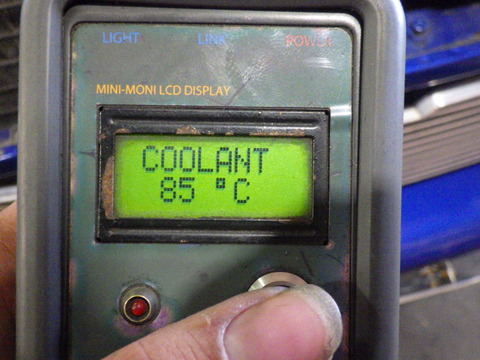 LIGHT LINK POWER
MINI-MONI LCD DISPLAY
COOLANT
85 °C